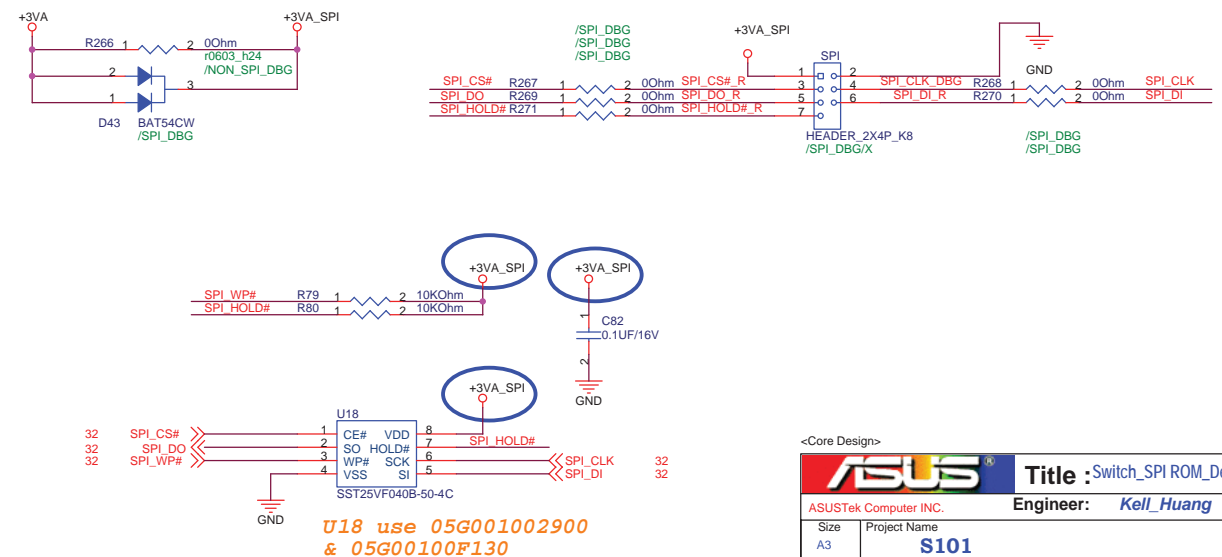 +3VA
+3VA_SPI
R266 1 2 0Ohm
r0603_h24
/NON_SPI_DBG
2
3
1
D43 BAT54CW
/SPI_DBG
/SPI_DBG
/SPI_DBG
/SPI_DBG
+3VA_SPI
SPI
GND
SPI_CS# R267 1 2 0Ohm SPI_CS#_R
SPI_DO R269 1 2 0Ohm SPI_DO_R
SPI_HOLD# R271 1 2 0Ohm SPI_HOLD#_R
1 2
3 4
5 6
7
SPI_CLK_DBG R268 1 2 0Ohm SPI_CLK
SPI_DI_R R270 1 2 0Ohm SPI_DI
HEADER_2X4P_K8
/SPI_DBG/X
/SPI_DBG
/SPI_DBG
+3VA_SPI
+3VA_SPI
SPI_WP# R79 1 2 10KOhm
SPI_HOLD# R80 1 2 10KOhm
1
C82
0.1UF/16V
2
GND
+3VA_SPI
U18
32 SPI_CS# 1 CE# VDD 8
32 SPI_DO 2 SO HOLD# 7 SPI_HOLD#
32 SPI_WP# 3 WP# SCK 6 SPI_CLK 32
4 VSS SI 5 SPI_DI 32
SST25VF040B-50-4C
GND
U18 use 05G001002900
& 05G00100F130
<Core Design>
ASUS®
Title : Switch_SPI ROM_De
ASUSTek Computer INC.
Engineer: Kell_Huang
Size
Project Name
A3
S101